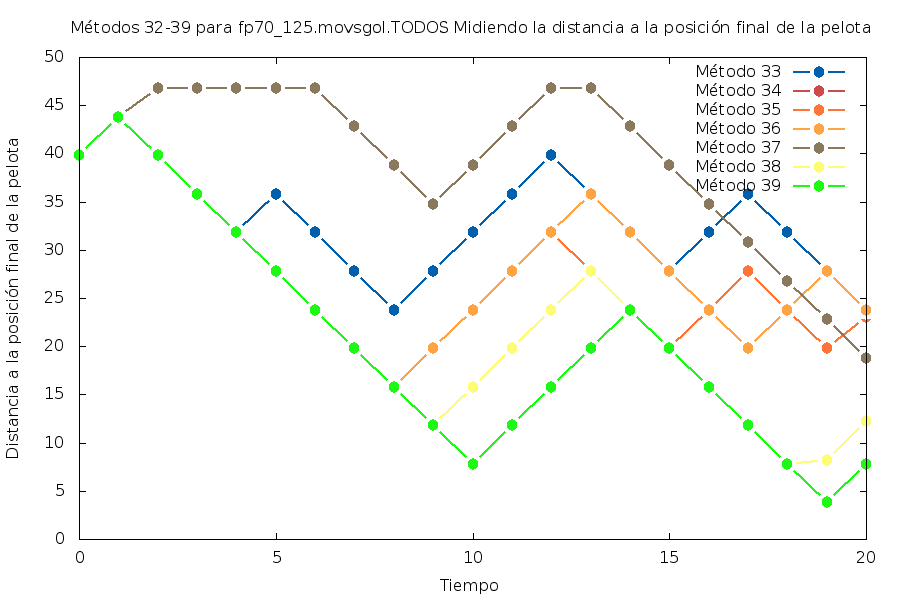 Métodos 32-39 para fp70_125.movsgol.TODOS Midiendo la distancia a la posición final de la pelota
Distancia a la posición final de la pelota
50
45
40
35
30
25
20
15
10
5
0
0
5
10
15
20
Tiempo
Método 33
Método 34
Método 35
Método 36
Método 37
Método 38
Método 39